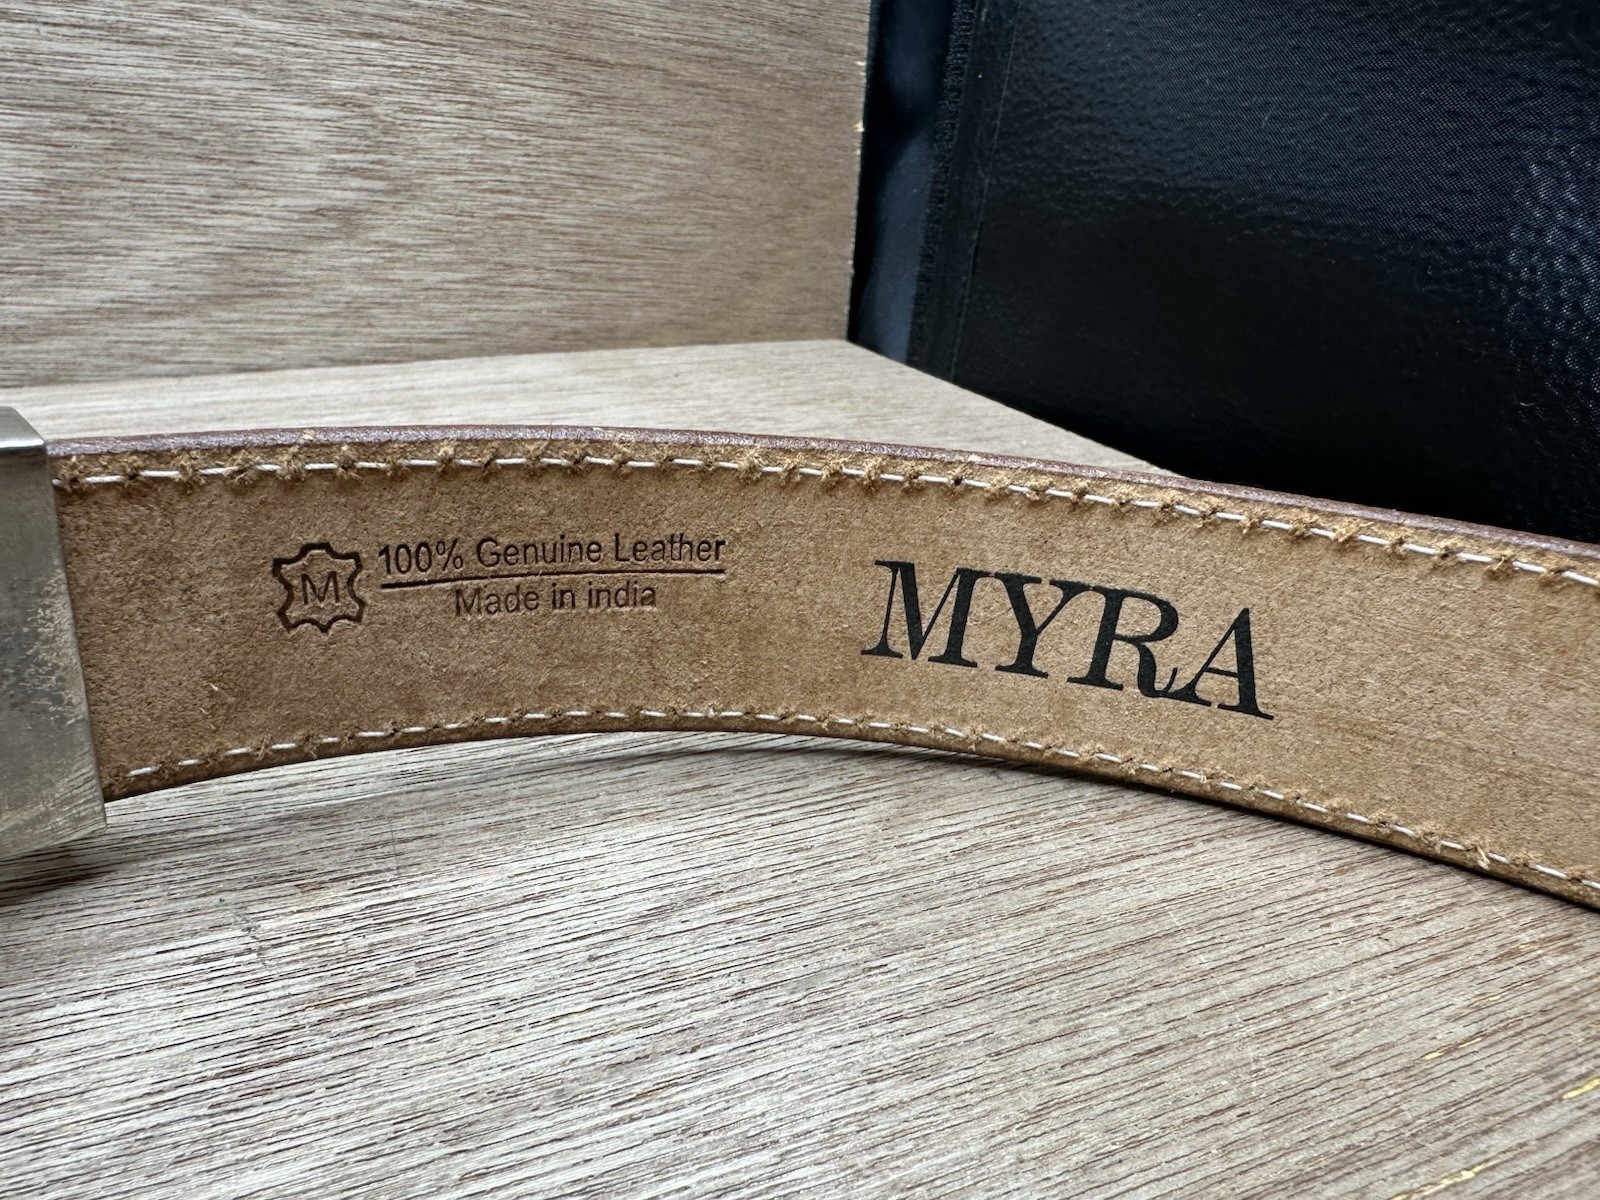 M
100% Genuine Leather
Made in india
MYRA